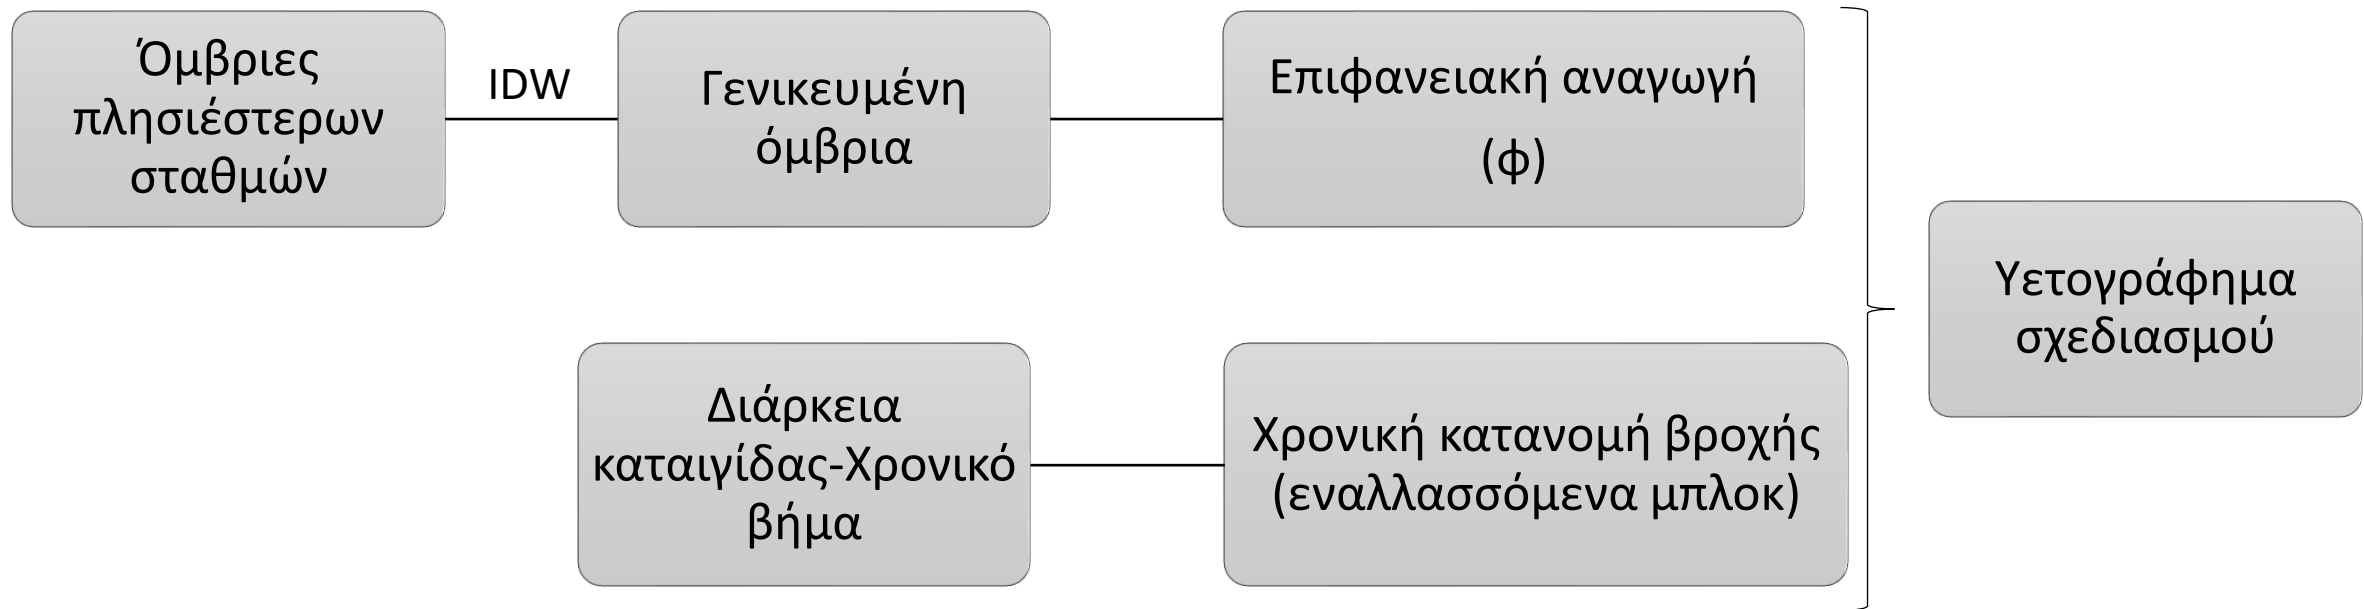 Όμβριες
πλησιέστερων
σταθμών
IDW
Γενικευμένη
όμβρια
Επιφανειακή αναγωγή
(φ)
Διάρκεια
καταιγίδας-Χρονικό
βήμα
Χρονική κατανομή βροχής
(εναλλασσόμενα μπλοκ)
Υετογράφημα
σχεδιασμού